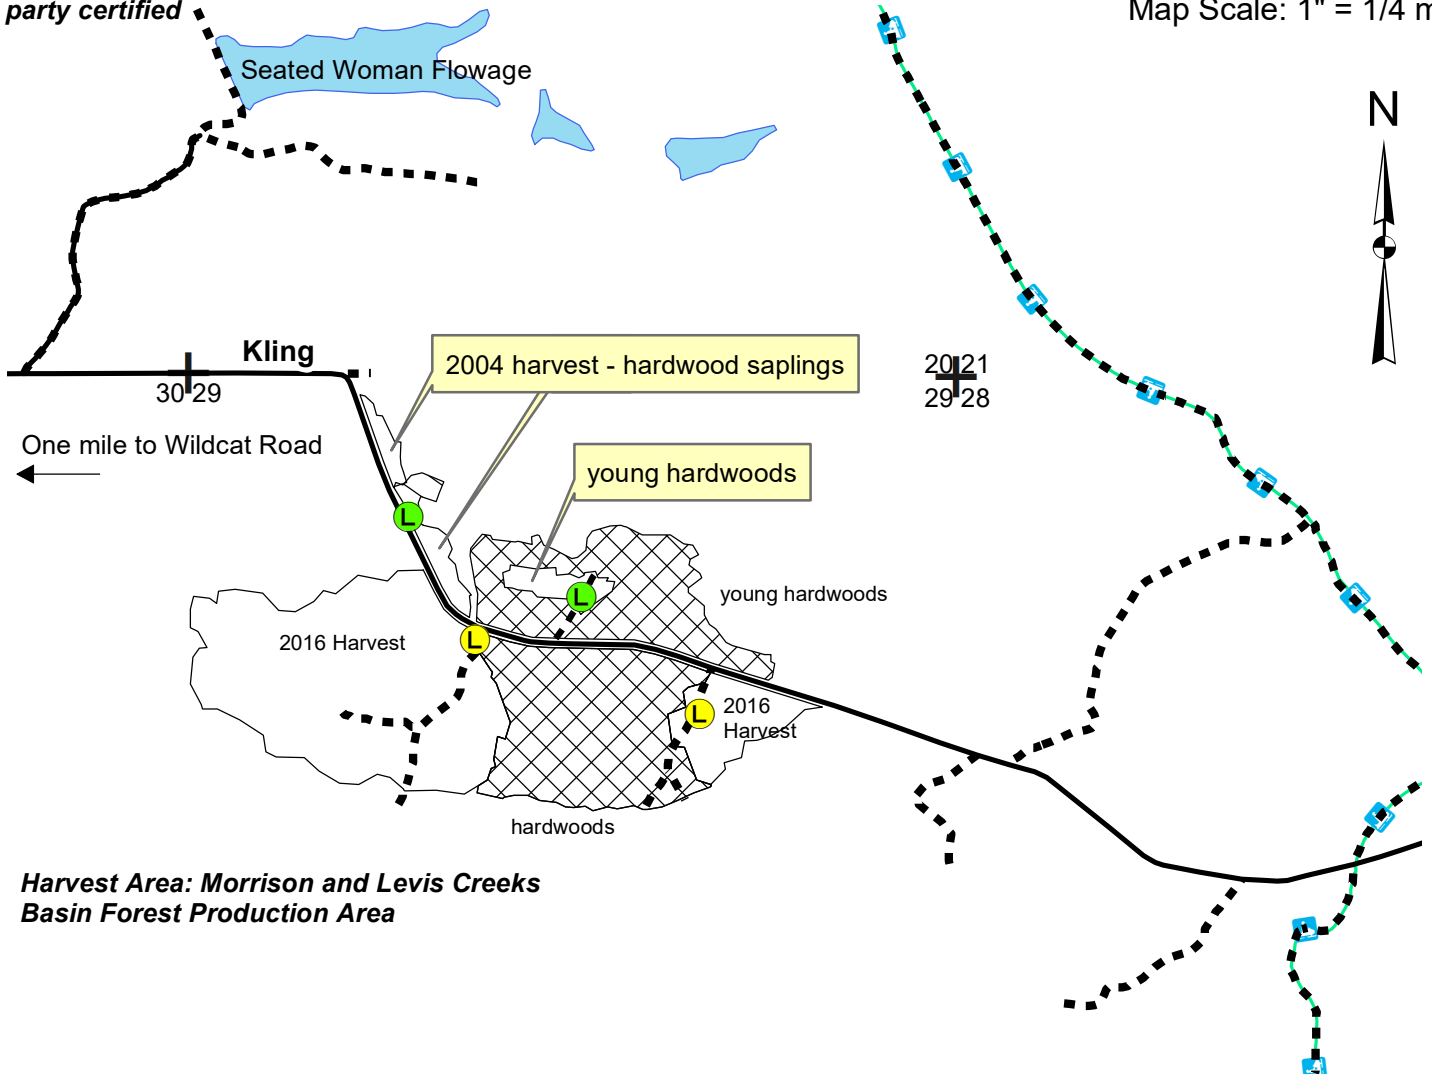 party certified
Map Scale: 1" = 1/4 m
Seated Woman Flowage
N
Kling
2004 harvest - hardwood saplings
20 21
29 28
30 29
One mile to Wildcat Road
young hardwoods
L
L
young hardwoods
2016 Harvest
L
L
2016
Harvest
hardwoods
Harvest Area: Morrison and Levis Creeks
Basin Forest Production Area